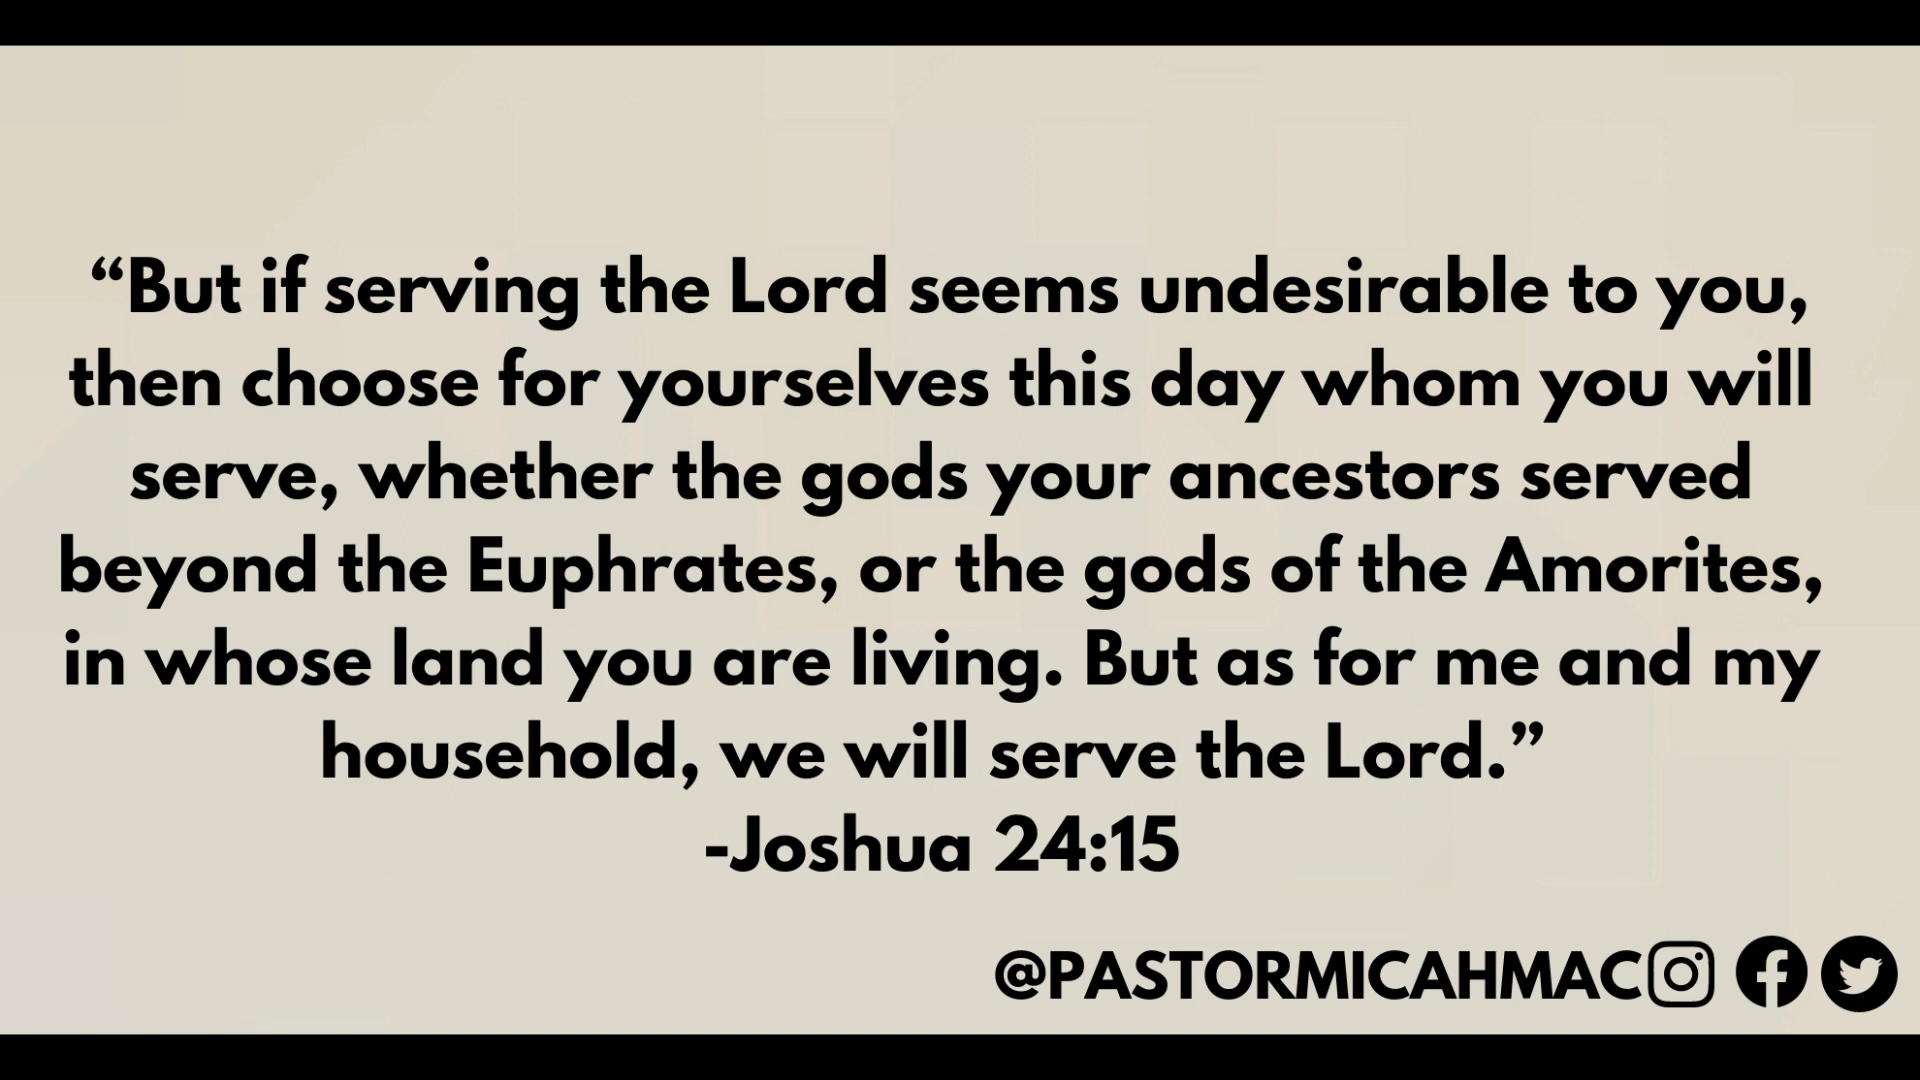 “But if serving the Lord seems undesirable to you,
then choose for yourselves this day whom you will
serve, whether the gods your ancestors served
beyond the Euphrates, or the gods of the Amorites,
in whose land you are living. But as for me and my
household, we will serve the Lord.”
-Joshua 24:15
@PASTORMICAHMAC